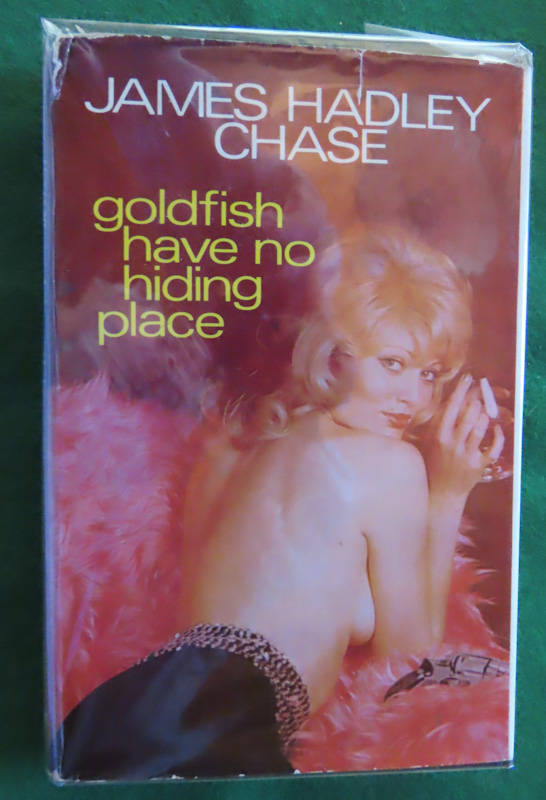 JAMES HADLEY
CHASE
goldfish
have no
hiding
place